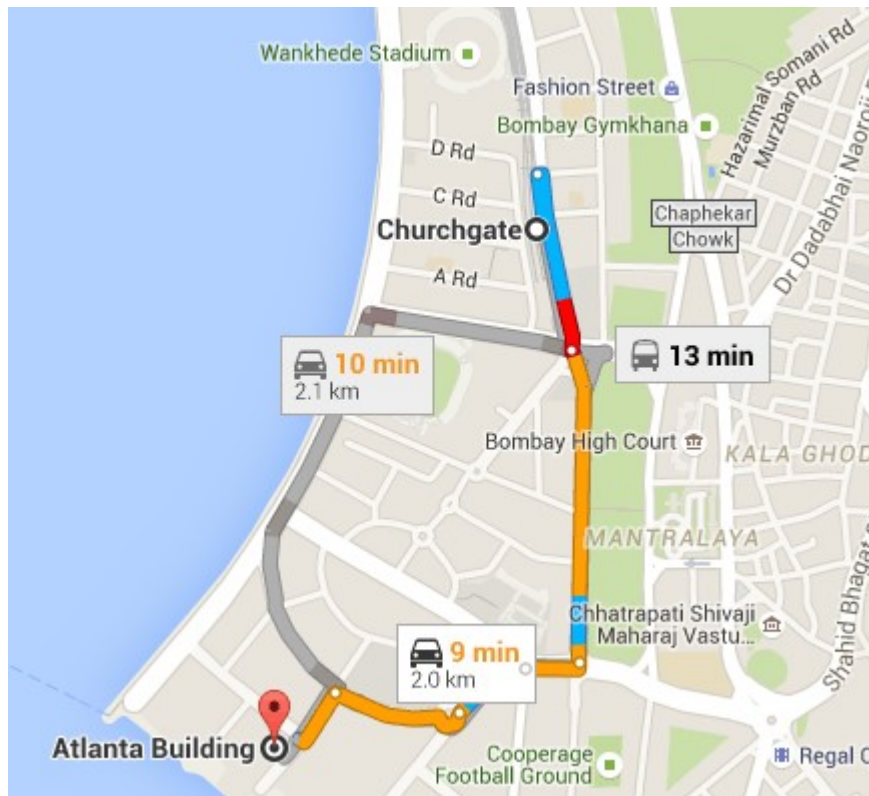 Wankhede Stadium
Hazarimal Somani Rd
Murzban Rd
Fashion Street
Bombay Gymkhana
D Rd
C Rd
Chaphekar
Chowk
Churchgate
Dr Dadabhai Naoroji
A Rd
10 min
2.1 km
13 min
Bombay High Court
KALA GHOD
MANTRALAYA
Chhatrapati Shivaji
Maharaj Vastu...
Shahid Bhagat
9 min
2.0 km
Atlanta Building
Cooperage
Football Ground
Regal